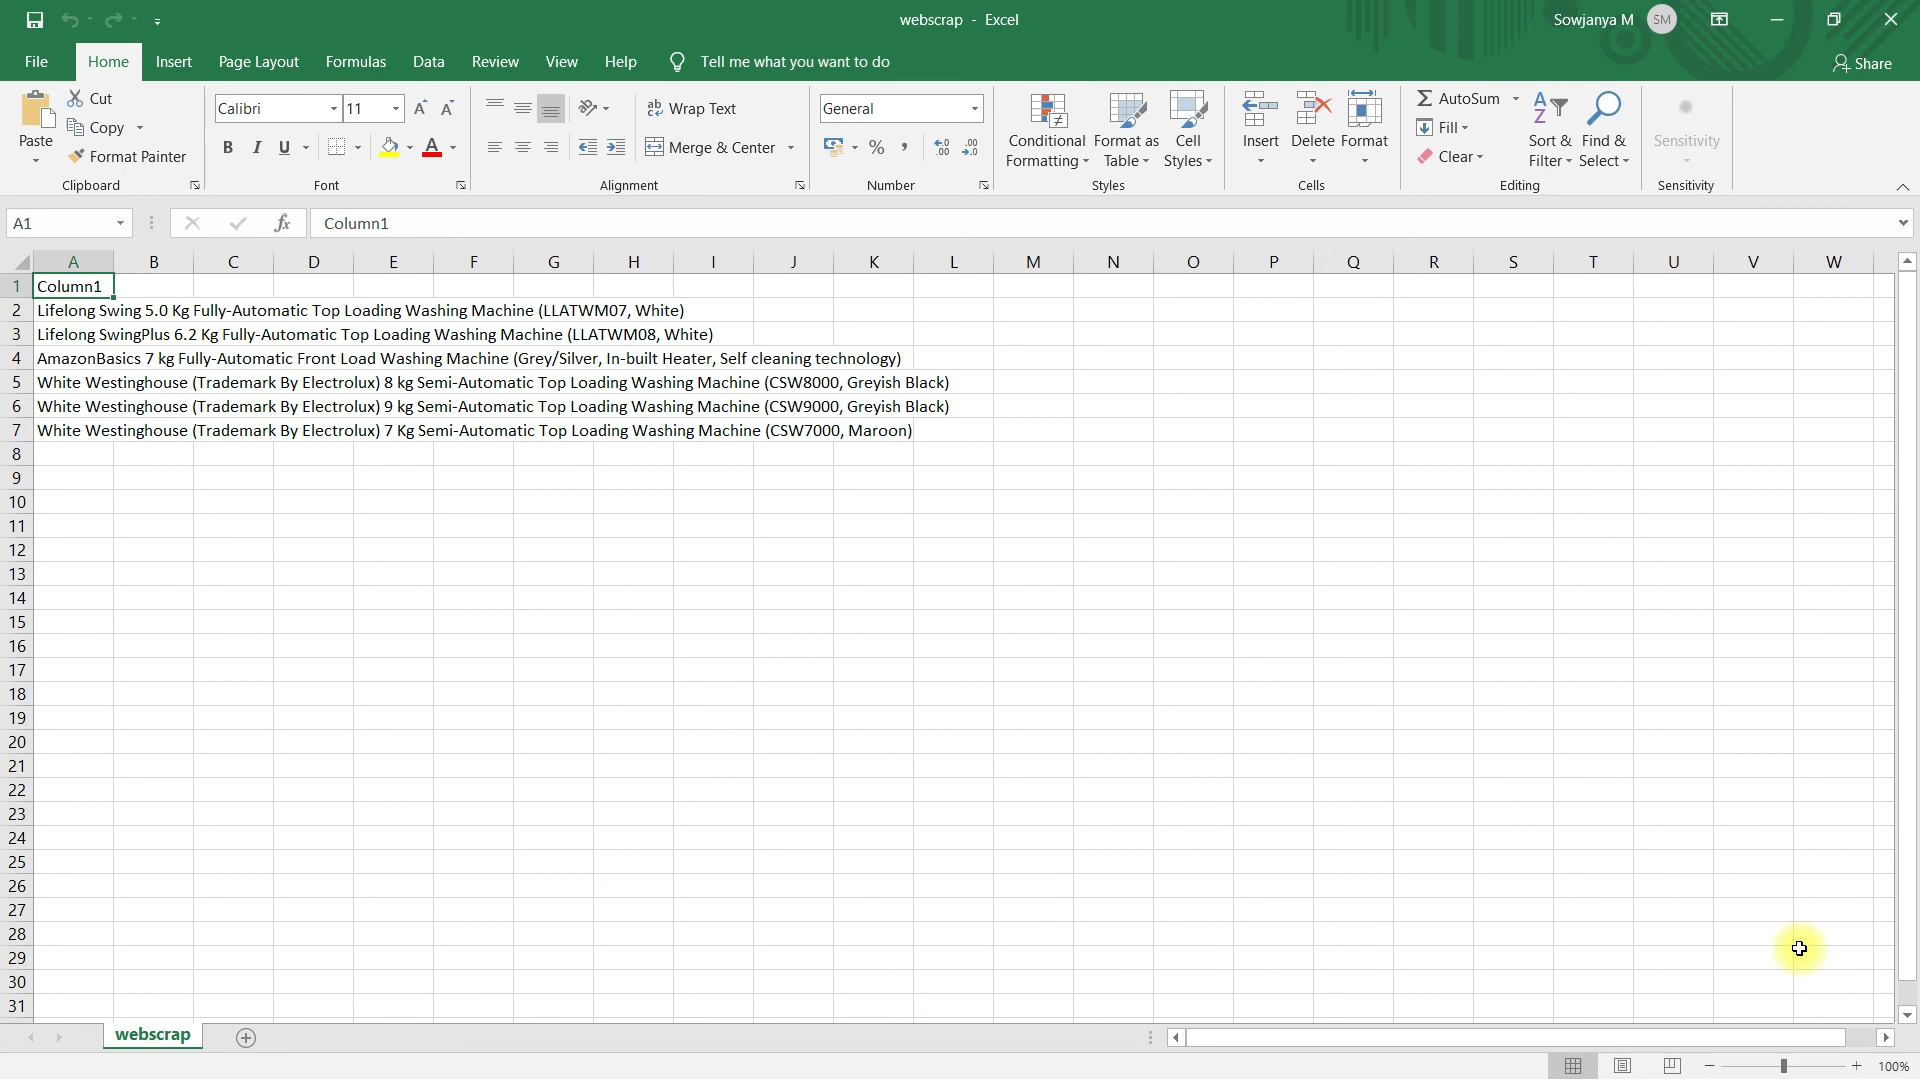 webscrap - Excel
Sowjanya M SM
File Home Insert Page Layout Formulas Data Review View Help Tell me what you want to do Share
Paste
Cut
Copy
Format Painter
Clipboard
Calibri 11 A A
B I U A
Font
ab Wrap Text
Merge & Center
Alignment
General
% ,
Number
Conditional Formatting
Format as Table
Cell Styles
Styles
Insert
Delete
Format
Cells
AutoSum
Fill
Clear
Sort & Filter
Find & Select
Editing
Sensitivity
Sensitivity
A1 fx Column1
A B C D E F G H I J K L M N O P Q R S T U V W
1 Column1
2 Lifelong Swing 5.0 Kg Fully-Automatic Top Loading Washing Machine (LLATWM07, White)
3 Lifelong SwingPlus 6.2 Kg Fully-Automatic Top Loading Washing Machine (LLATWM08, White)
4 AmazonBasics 7 kg Fully-Automatic Front Load Washing Machine (Grey/Silver, In-built Heater, Self cleaning technology)
5 White Westinghouse (Trademark By Electrolux) 8 kg Semi-Automatic Top Loading Washing Machine (CSW8000, Greyish Black)
6 White Westinghouse (Trademark By Electrolux) 9 kg Semi-Automatic Top Loading Washing Machine (CSW9000, Greyish Black)
7 White Westinghouse (Trademark By Electrolux) 7 Kg Semi-Automatic Top Loading Washing Machine (CSW7000, Maroon)
8
9
10
11
12
13
14
15
16
17
18
19
20
21
22
23
24
25
26
27
28
29
30
31
webscrap
100%